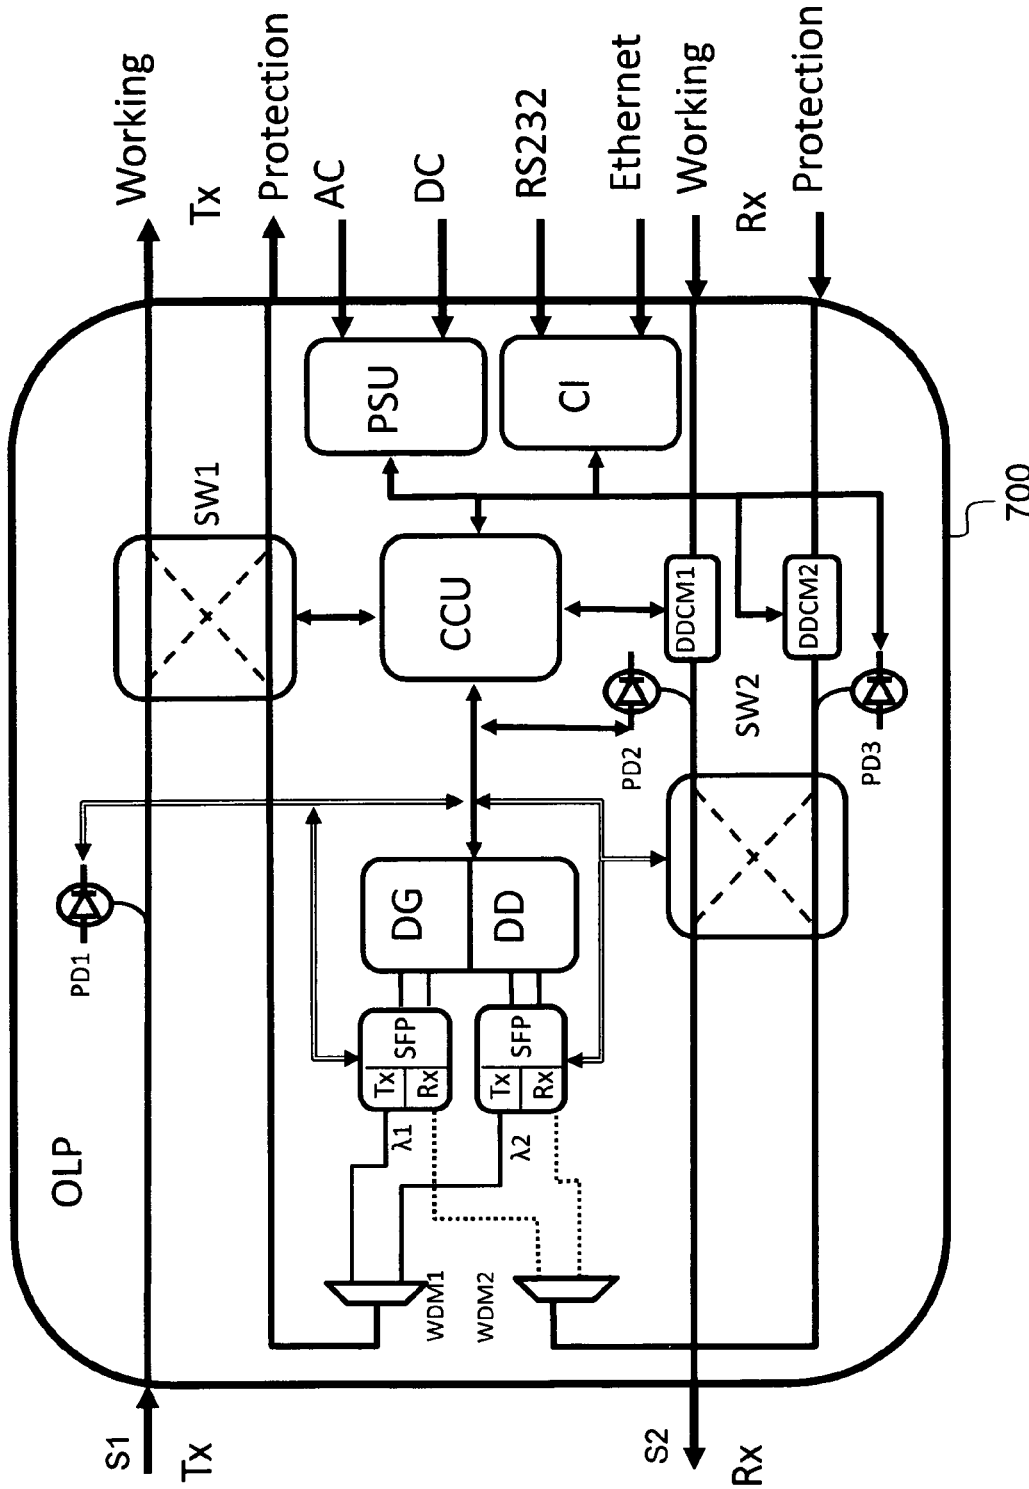 S1
Tx
OLP
PD1
SW1
Working
Tx
Protection
AC
DC
PSU
RS232
Ethernet
CI
CCU
DG
DD
SFP
Tx
Rx
SFP
Tx
Rx
λ1
λ2
WDM1
WDM2
PD2
DDCM1
DDCM2
SW2
PD3
Working
Rx
Protection
S2
Rx
700